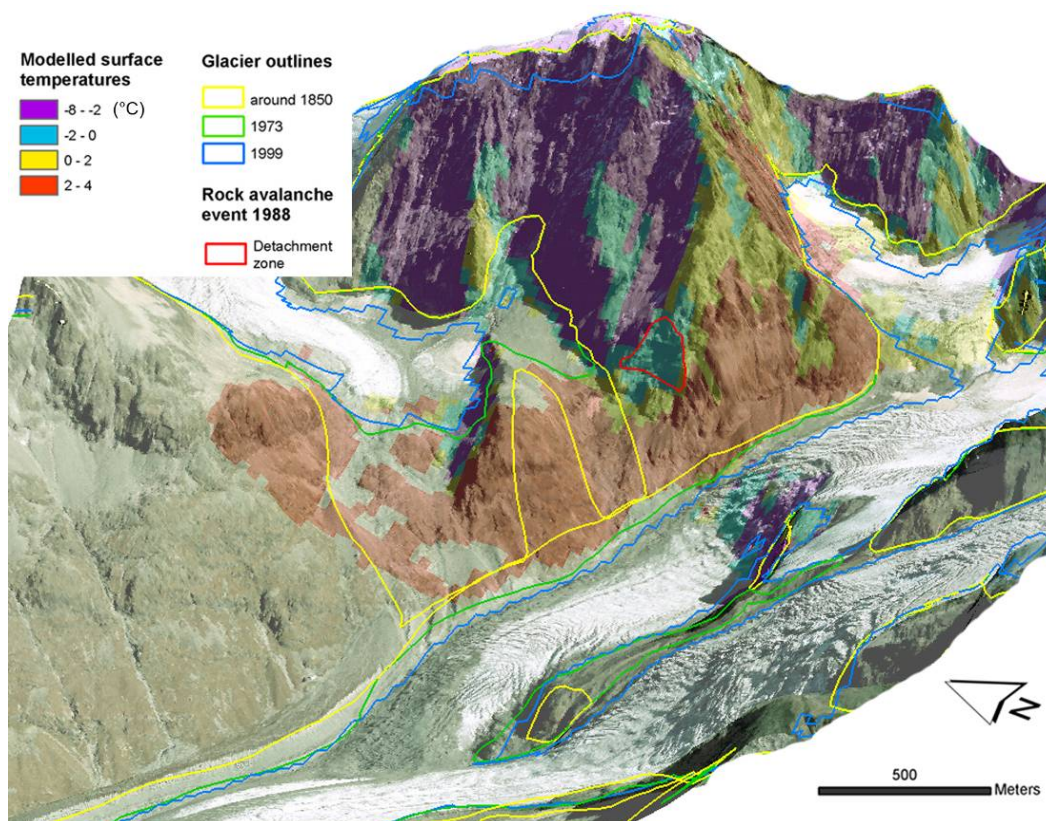 Modelled surface
temperatures
-8 - -2 (°C)
-2 - 0
0 - 2
2 - 4
Glacier outlines
around 1850
1973
1999
Rock avalanche
event 1988
Detachment
zone
N
500
Meters